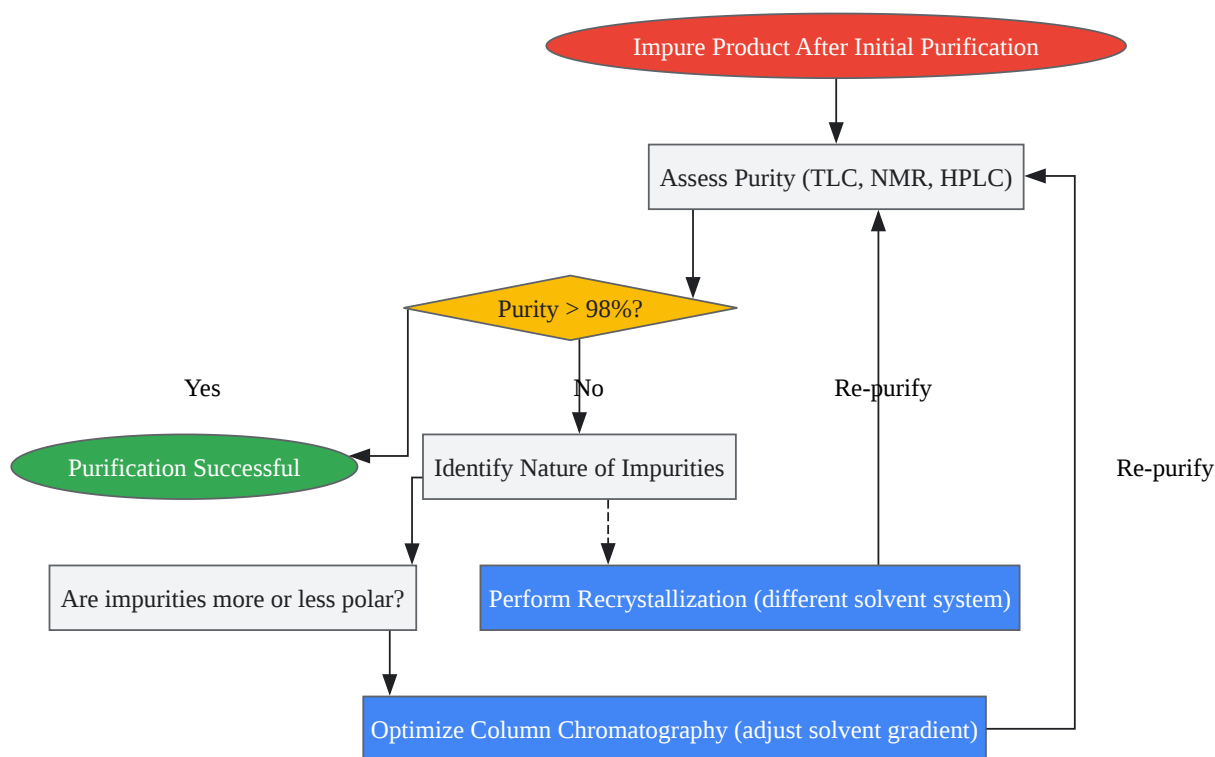 Impure Product After Initial Purification
Assess Purity (TLC, NMR, HPLC)
Purity > 98%?
Yes
No
Re-purify
Purification Successful
Identify Nature of Impurities
Re-purify
Are impurities more or less polar?
Perform Recrystallization (different solvent system)
Optimize Column Chromatography (adjust solvent gradient)